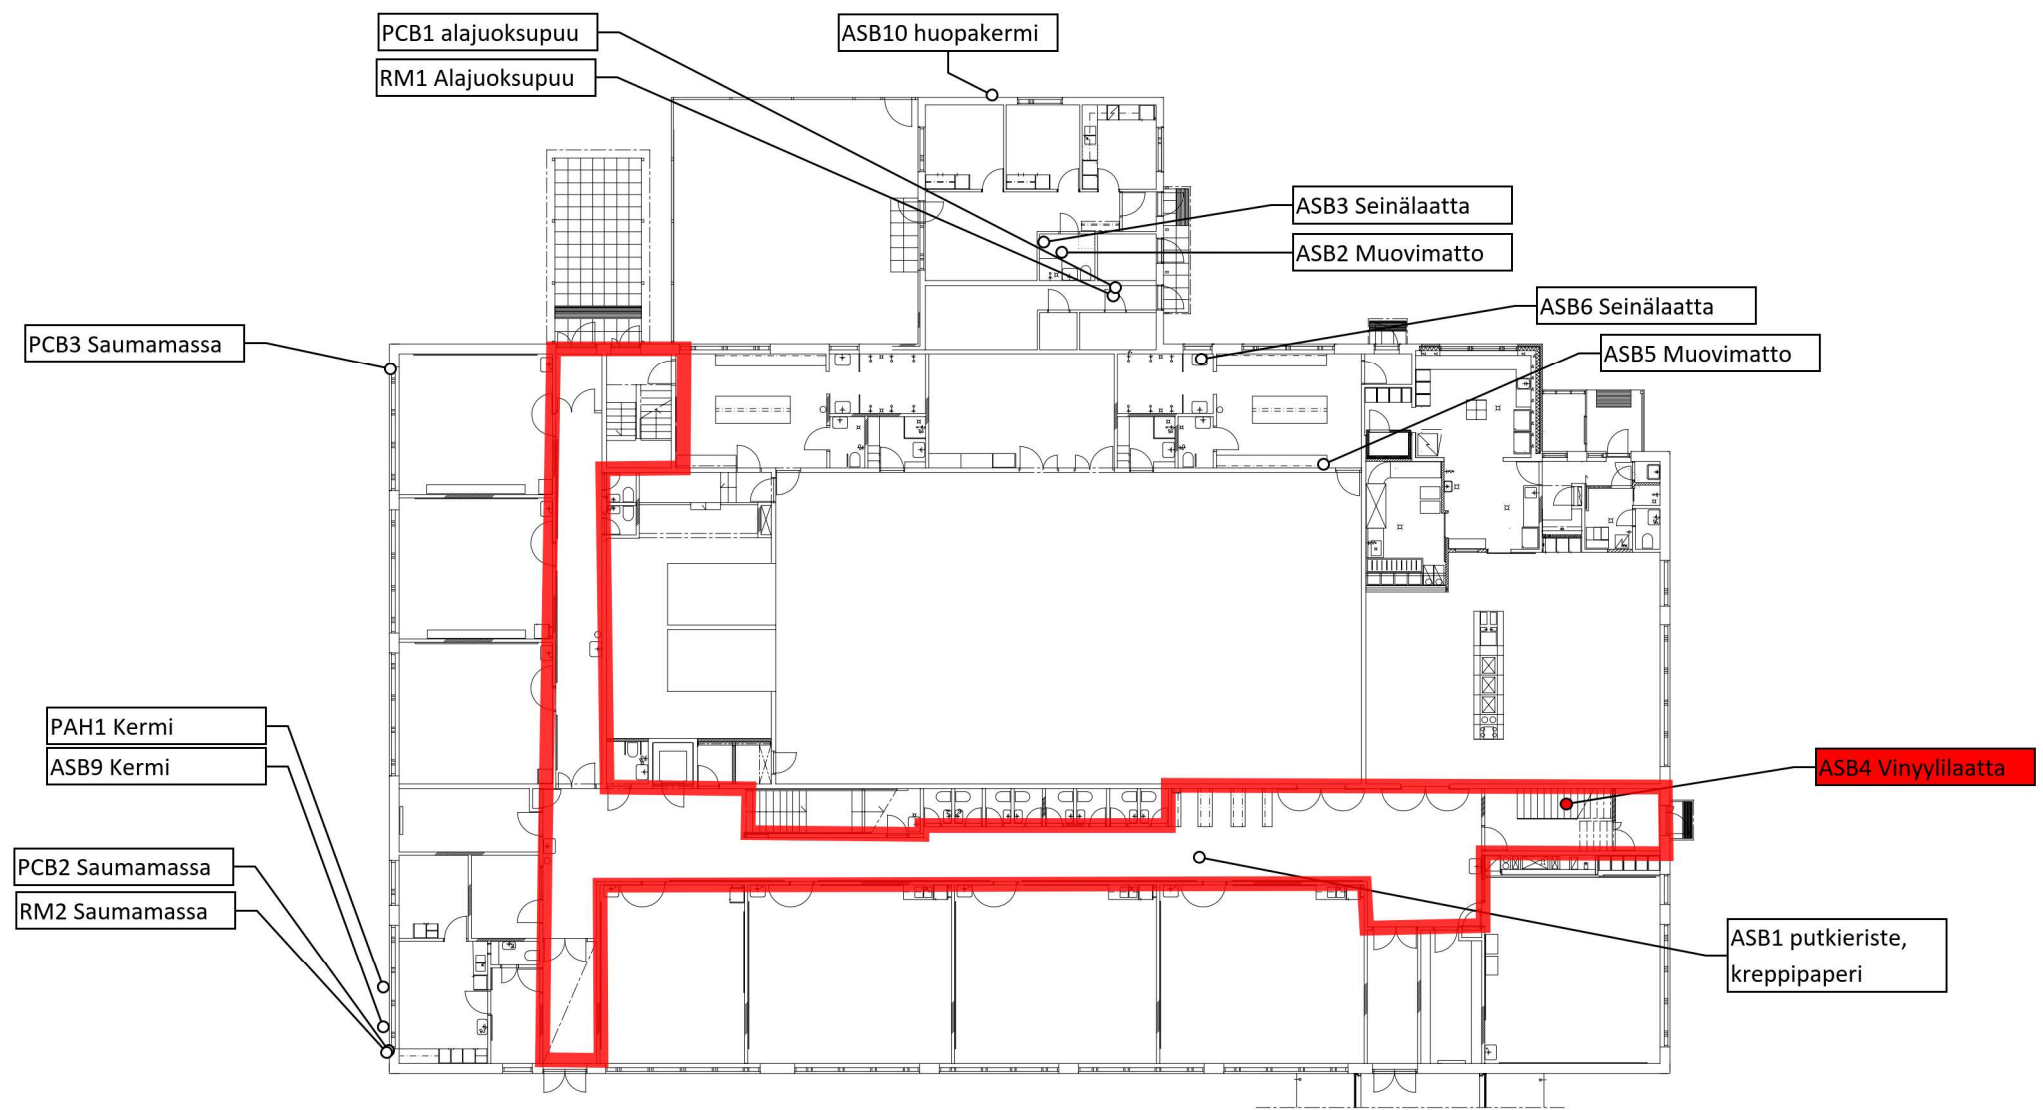 PCB1 alajuoksupuu
ASB10 huopakermi
RM1 Alajuoksupuu
ASB3 Seinälaatta
ASB2 Muovimatto
ASB6 Seinälaatta
PCB3 Saumamassa
ASB5 Muovimatto
PAH1 Kermi
ASB9 Kermi
ASB4 Vinyylilaatta
PCB2 Saumamassa
RM2 Saumamassa
ASB1 putkieriste,
kreppipaperi